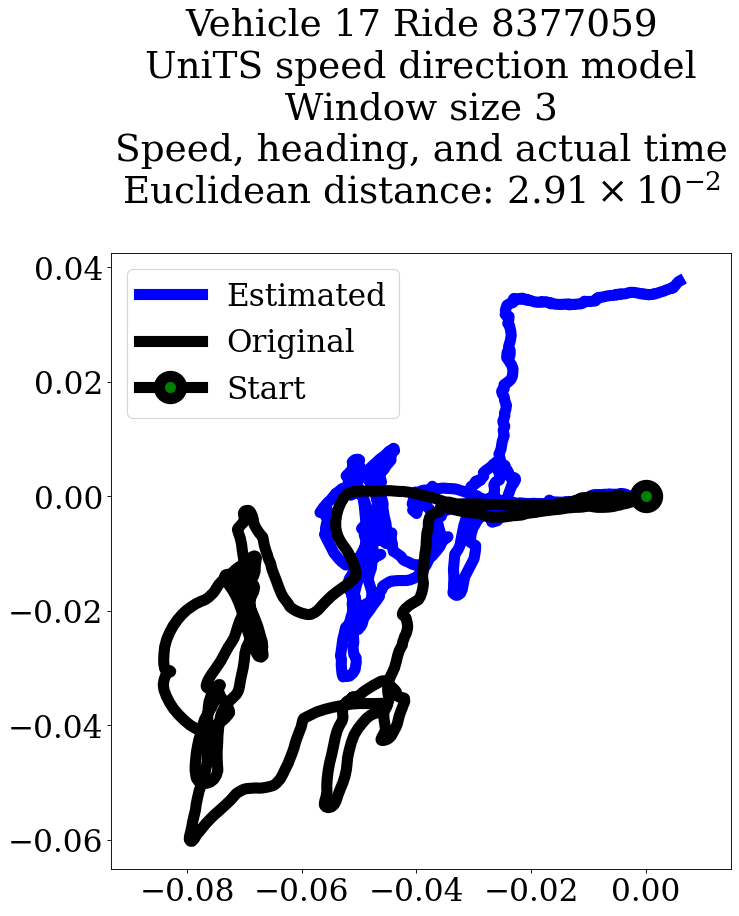 Vehicle 17 Ride 8377059
UniTS speed direction model
Window size 3
Speed, heading, and actual time
Euclidean distance: 2.91 × 10⁻²
0.04
0.02
0.00
−0.02
−0.04
−0.06
Estimated
Original
Start
−0.08 −0.06 −0.04 −0.02 0.00